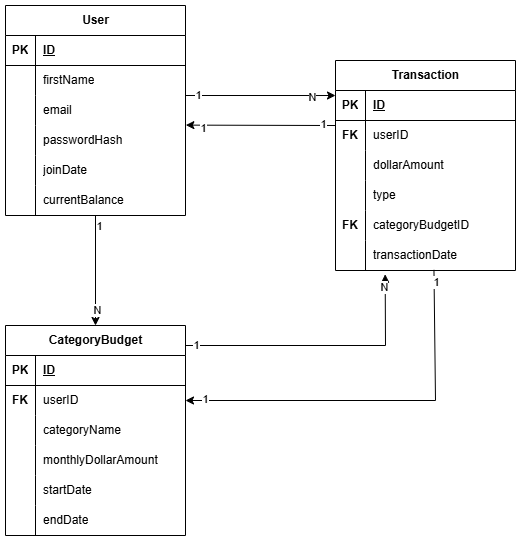 User
PK ID
firstName
email
passwordHash
joinDate
currentBalance
1 N
1 1
Transaction
PK ID
FK userID
dollarAmount
type
FK categoryBudgetID
transactionDate
1
N
N
1
CategoryBudget
PK ID
FK userID
categoryName
monthlyDollarAmount
startDate
endDate
1
1